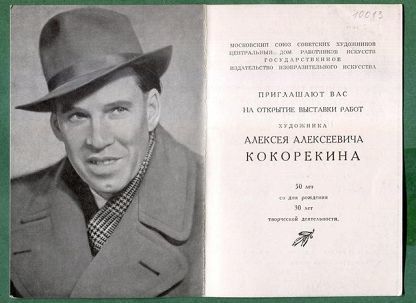 10013
МОСКОВСКИЙ СОЮЗ СОВЕТСКИХ ХУДОЖНИКОВ
ЦЕНТРАЛЬНЫЙ ДОМ РАБОТНИКОВ ИСКУССТВ
ГОСУДАРСТВЕННОЕ
ИЗДАТЕЛЬСТВО ИЗОБРАЗИТЕЛЬНОГО ИСКУССТВА
ПРИГЛАШАЮТ ВАС
НА ОТКРЫТИЕ ВЫСТАВКИ РАБОТ
ХУДОЖНИКА
АЛЕКСЕЯ АЛЕКСЕЕВИЧА
КОКОРЕКИНА
50 лет
со дня рождения
30 лет
творческой деятельности.